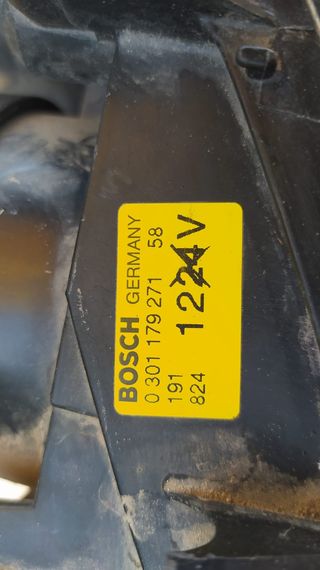 BOSCH GERMANY
0 301 179 271 58
191 1224V
824